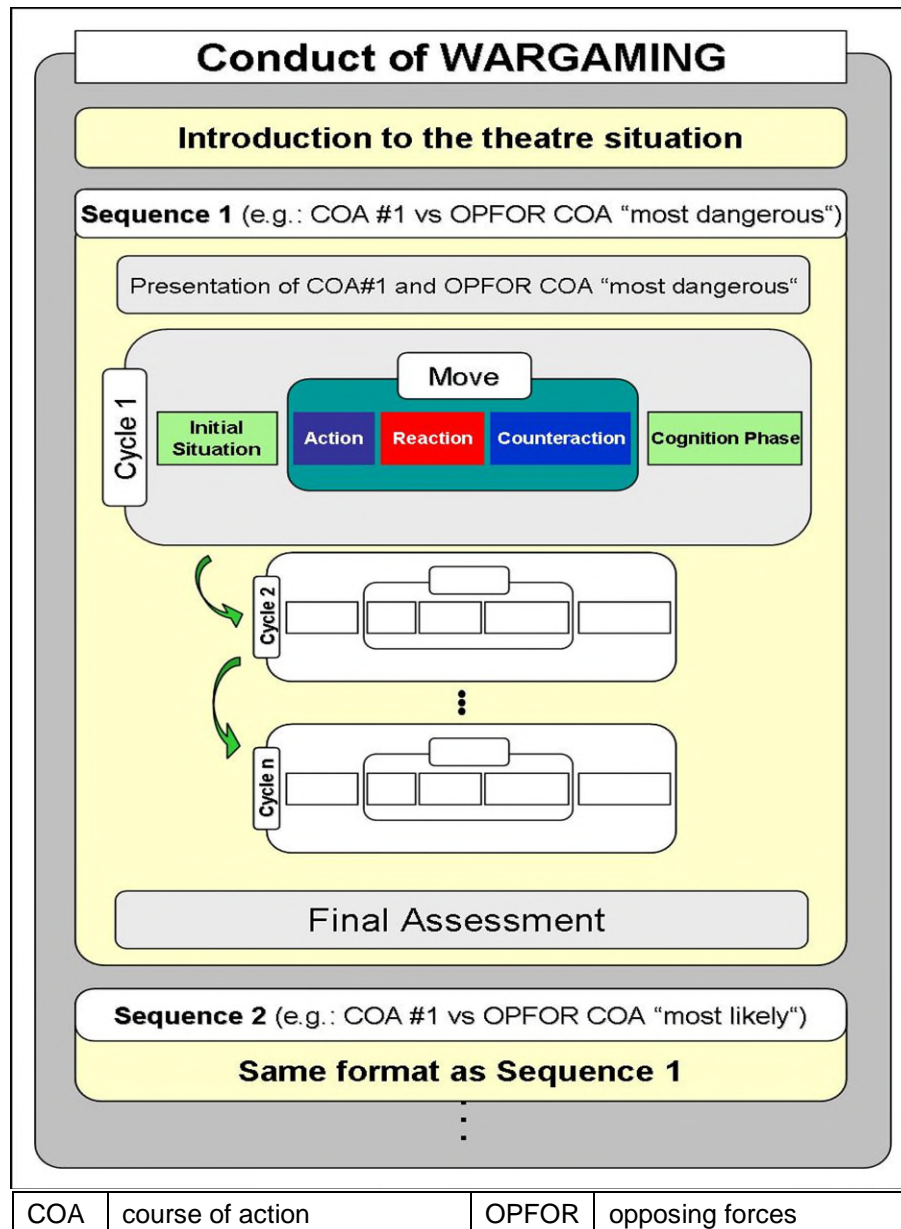 Conduct of WARGAMING
Introduction to the theatre situation
Sequence 1 (e.g.: COA #1 vs OPFOR COA “most dangerous“)
Presentation of COA#1 and OPFOR COA “most dangerous“
Cycle 1
Move
Initial
Situation
Action
Reaction
Counteraction
Cognition Phase
Cycle 2
Cycle n
Final Assessment
Sequence 2 (e.g.: COA #1 vs OPFOR COA “most likely“)
Same format as Sequence 1
COA course of action OPFOR opposing forces